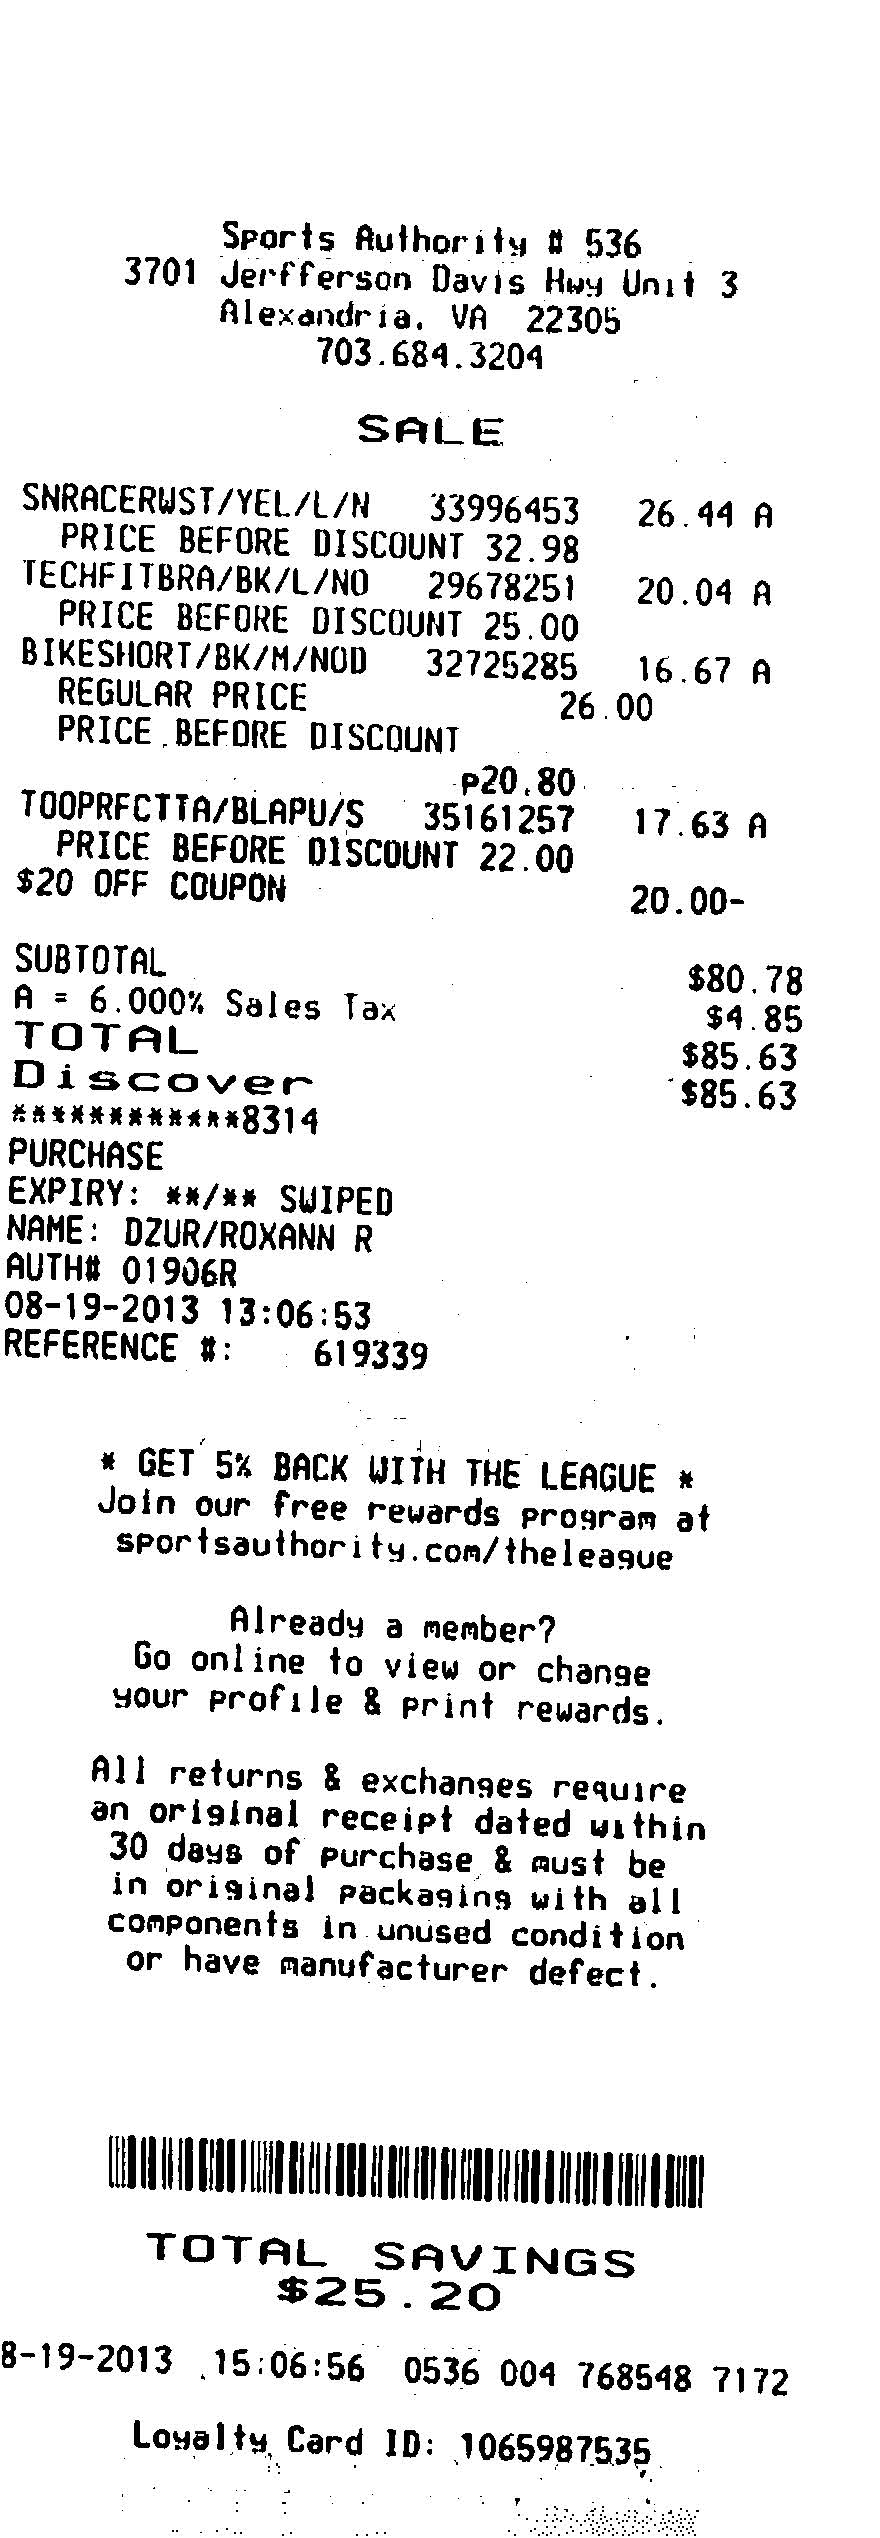 Sports Authority # 536
3701 Jerfferson Davis Hwy Unit 3
Alexandria, VA 22305
703.684.3204
SALE
SNRACERWST/YEL/L/N 33996453 26.44 A
PRICE BEFORE DISCOUNT 32.98
TECHFITBRA/BK/L/NO 29678251 20.04 A
PRICE BEFORE DISCOUNT 25.00
BIKESHORT/BK/M/NOD 32725285 16.67 A
REGULAR PRICE 26.00
PRICE BEFORE DISCOUNT
P20.80
TOOPRFCTTA/BLAPU/S 35161257 17.63 A
PRICE BEFORE DISCOUNT 22.00
$20 OFF COUPON 20.00-
SUBTOTAL $80.78
A = 6.000% Sales Tax $4.85
TOTAL $85.63
Discover $85.63
************8314
PURCHASE
EXPIRY: **/** SWIPED
NAME: DZUR/ROXANN R
AUTH# 01906R
08-19-2013 13:06:53
REFERENCE #: 619339
* GET 5% BACK WITH THE LEAGUE *
Join our free rewards program at
sportsauthority.com/theleague
Already a member?
Go online to view or change
your profile & print rewards.
All returns & exchanges require
an original receipt dated within
30 days of purchase & must be
in original packaging with all
components in unused condition
or have manufacturer defect.
TOTAL SAVINGS
$25.20
8-19-2013 15:06:56 0536 004 768548 7172
Loyalty Card ID: 1065987535